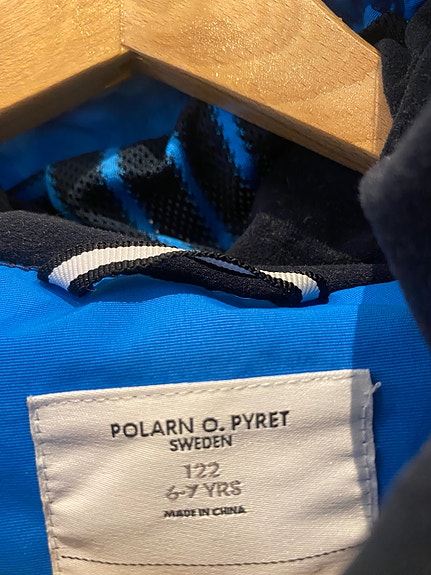 POLARN O. PYRET
SWEDEN
122
6-7 YRS
MADE IN CHINA